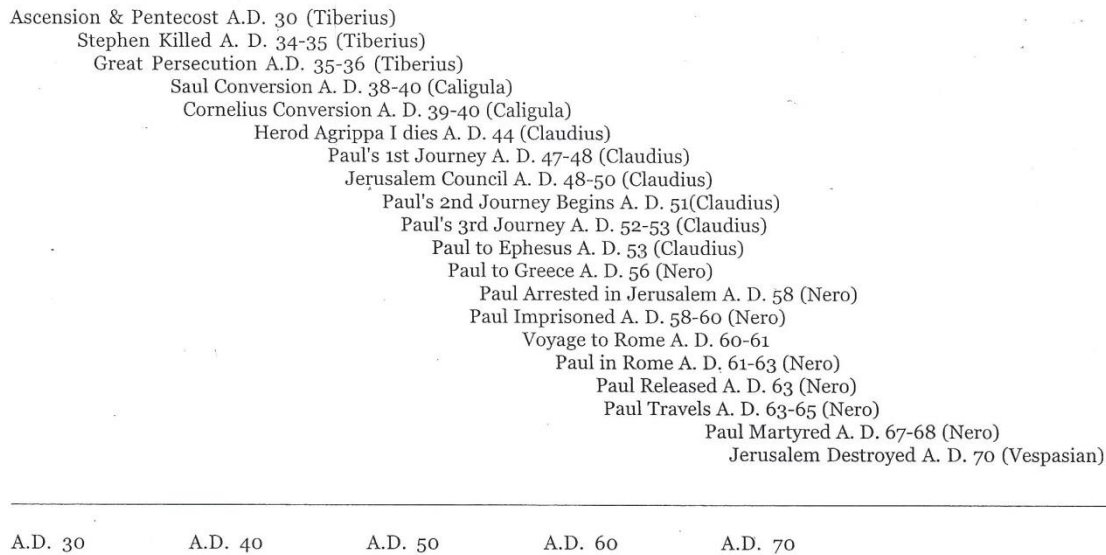 Ascension & Pentecost A.D. 30 (Tiberius)
Stephen Killed A. D. 34-35 (Tiberius)
Great Persecution A.D. 35-36 (Tiberius)
Saul Conversion A. D. 38-40 (Caligula)
Cornelius Conversion A. D. 39-40 (Caligula)
Herod Agrippa I dies A. D. 44 (Claudius)
Paul's 1st Journey A. D. 47-48 (Claudius)
Jerusalem Council A. D. 48-50 (Claudius)
Paul's 2nd Journey Begins A. D. 51(Claudius)
Paul's 3rd Journey A. D. 52-53 (Claudius)
Paul to Ephesus A. D. 53 (Claudius)
Paul to Greece A. D. 56 (Nero)
Paul Arrested in Jerusalem A. D. 58 (Nero)
Paul Imprisoned A. D. 58-60 (Nero)
Voyage to Rome A. D. 60-61
Paul in Rome A. D. 61-63 (Nero)
Paul Released A. D. 63 (Nero)
Paul Travels A. D. 63-65 (Nero)
Paul Martyred A. D. 67-68 (Nero)
Jerusalem Destroyed A. D. 70 (Vespasian)
A.D. 30 A.D. 40 A.D. 50 A.D. 60 A.D. 70